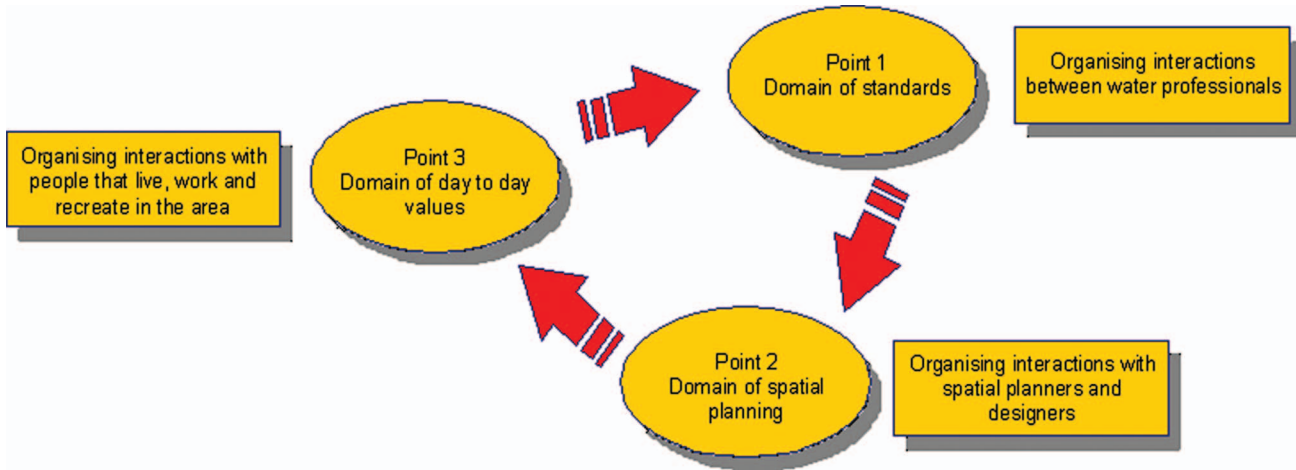 Point 1
Domain of standards
Organising interactions
between water professionals
Organising interactions with
people that live, work and
recreate in the area
Point 3
Domain of day to day
values
Point 2
Domain of spatial
planning
Organising interactions with
spatial planners and
designers